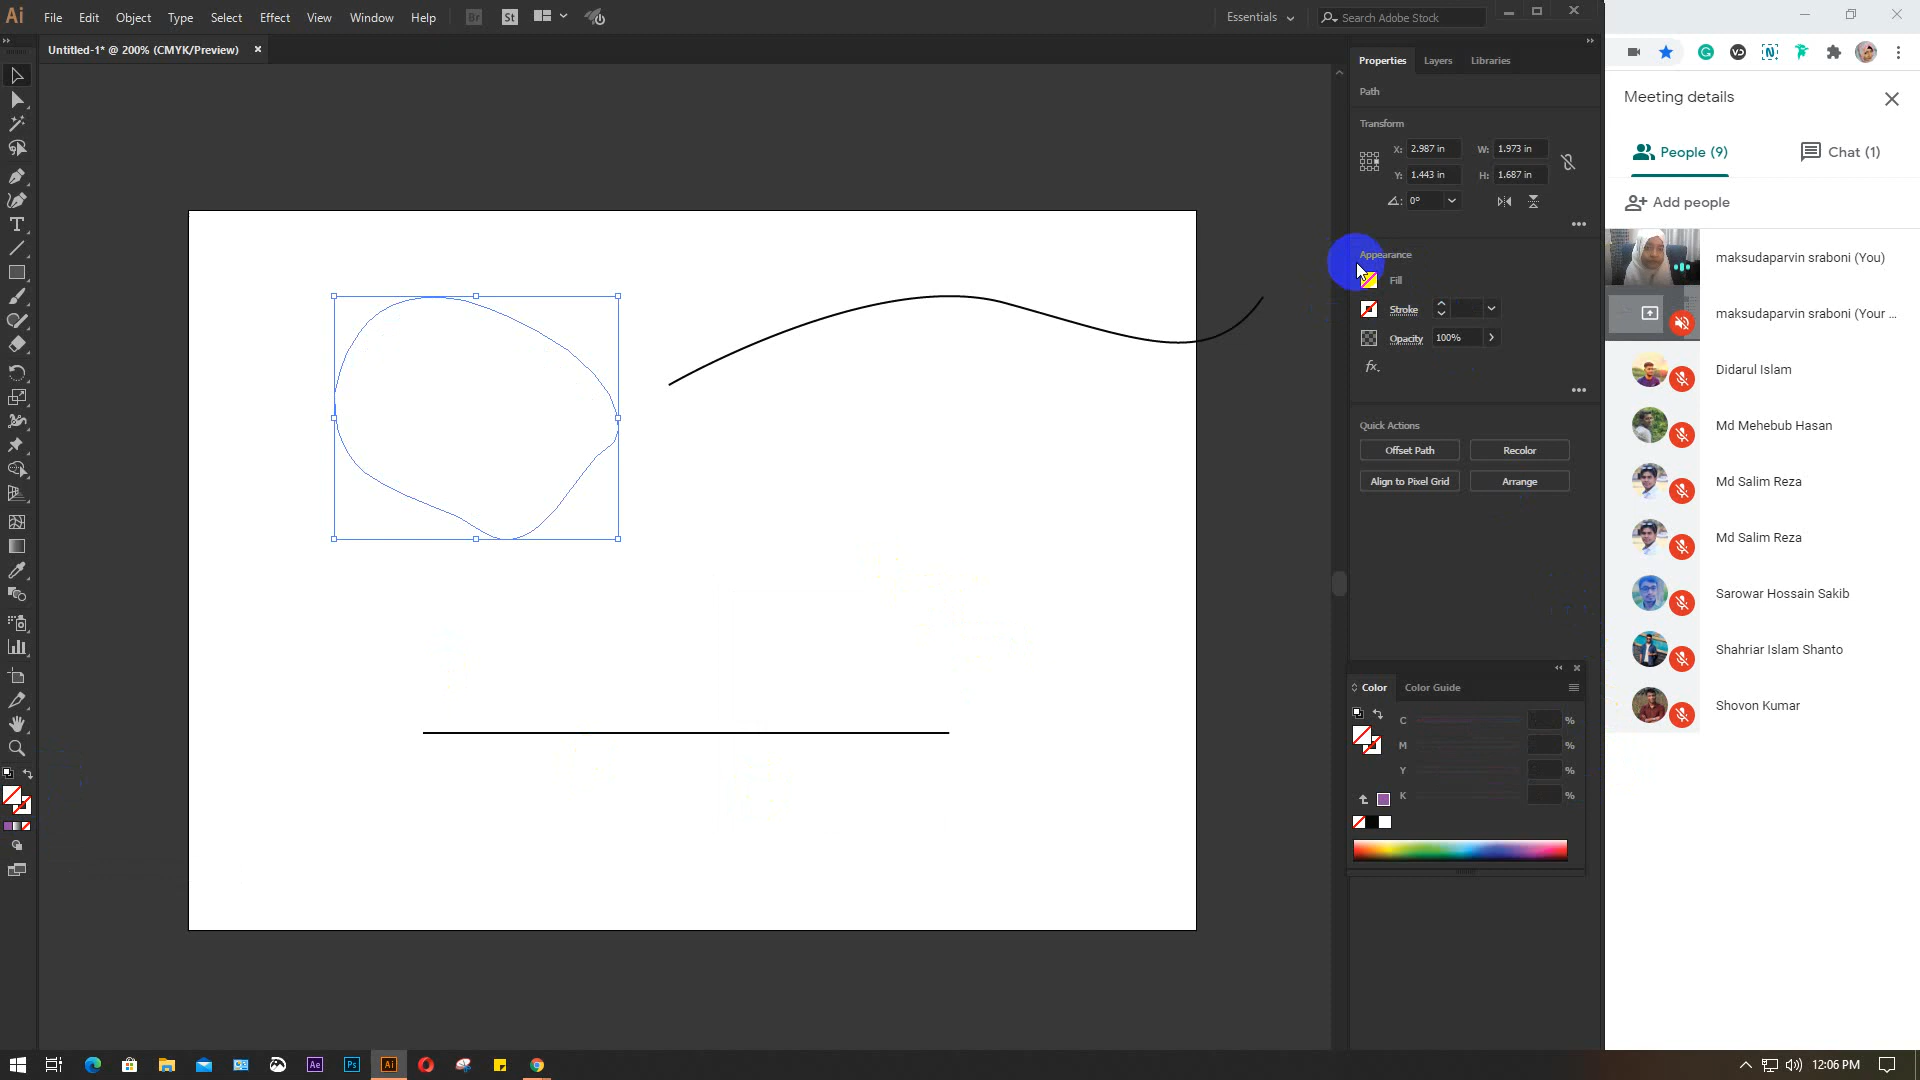 Ai File Edit Object Type Select Effect View Window Help Br St Essentials Search Adobe Stock
Untitled-1* @ 200% (CMYK/Preview) ×
Properties Layers Libraries
Path
Transform
X: 2.987 in W: 1.973 in
Y: 1.443 in H: 1.687 in
0°
Appearance
Fill
Stroke
Opacity 100%
fx.
Quick Actions
Offset Path Recolor
Align to Pixel Grid Arrange
Color Color Guide
C %
M %
Y %
K %
Meeting details
People (9) Chat (1)
Add people
maksudaparvin sraboni (You)
maksudaparvin sraboni (Your ...
Didarul Islam
Md Mehebub Hasan
Md Salim Reza
Md Salim Reza
Sarowar Hossain Sakib
Shahriar Islam Shanto
Shovon Kumar
Ae Ps Ai 12:06 PM